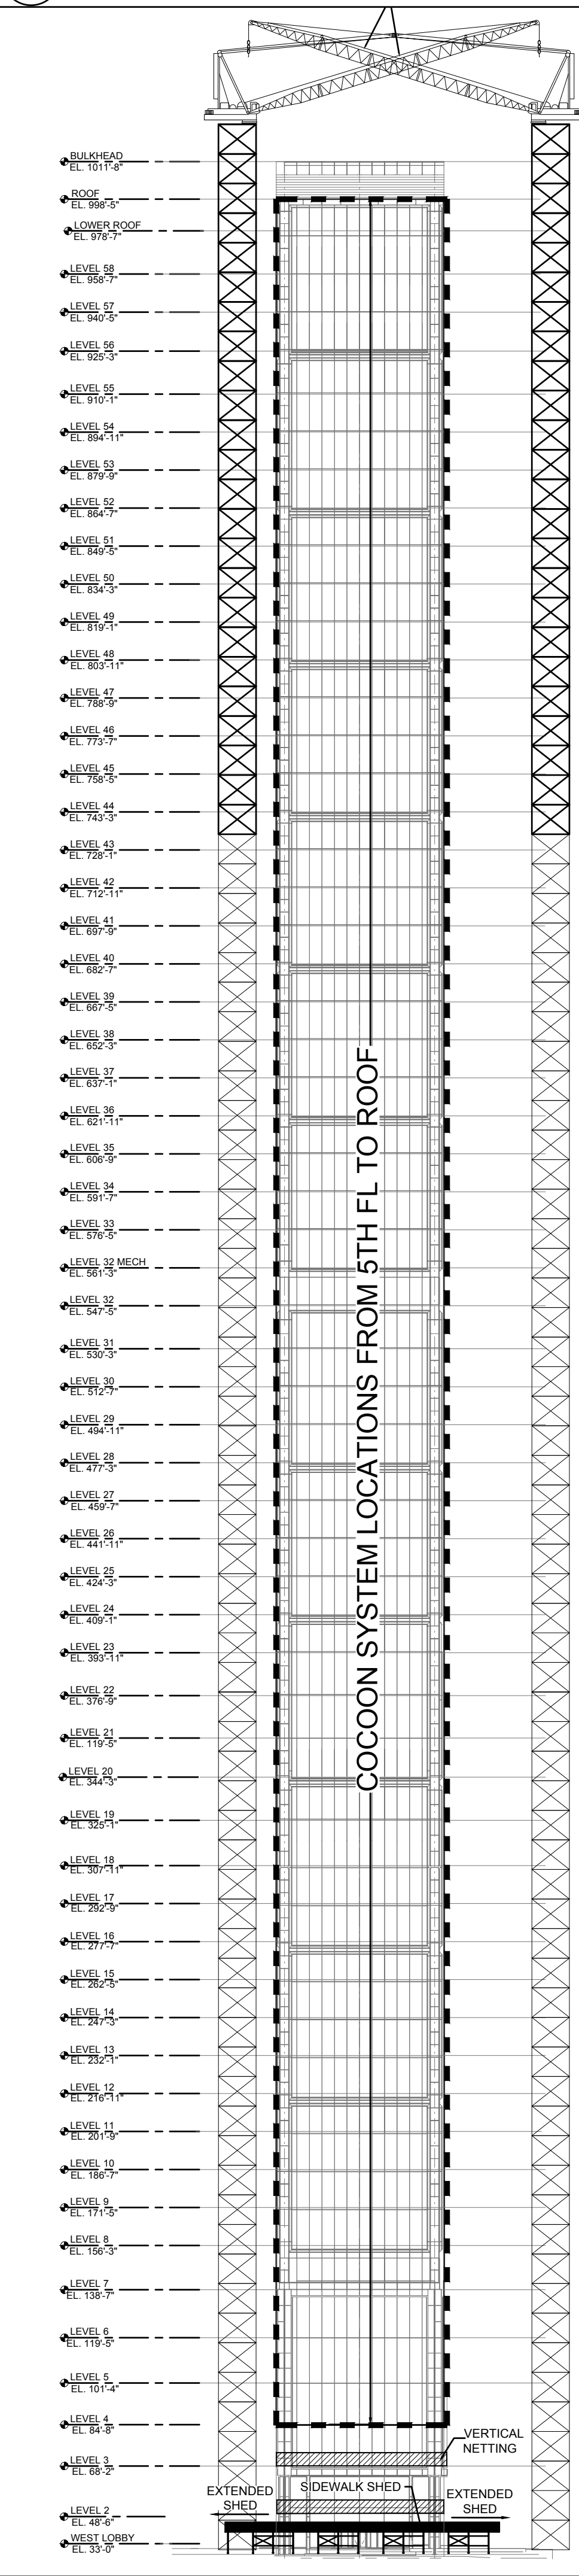 BULKHEAD
EL. 1011'-8"
ROOF
EL. 998'-5"
LOWER ROOF
EL. 978'-7"
LEVEL 58
EL. 958'-7"
LEVEL 57
EL. 940'-5"
LEVEL 56
EL. 925'-3"
LEVEL 55
EL. 910'-1"
LEVEL 54
EL. 894'-11"
LEVEL 53
EL. 879'-9"
LEVEL 52
EL. 864'-7"
LEVEL 51
EL. 849'-5"
LEVEL 50
EL. 834'-3"
LEVEL 49
EL. 819'-1"
LEVEL 48
EL. 803'-11"
LEVEL 47
EL. 788'-9"
LEVEL 46
EL. 773'-7"
LEVEL 45
EL. 758'-5"
LEVEL 44
EL. 743'-3"
LEVEL 43
EL. 728'-1"
LEVEL 42
EL. 712'-11"
LEVEL 41
EL. 697'-9"
LEVEL 40
EL. 682'-7"
LEVEL 39
EL. 667'-5"
LEVEL 38
EL. 652'-3"
LEVEL 37
EL. 637'-1"
LEVEL 36
EL. 621'-11"
LEVEL 35
EL. 606'-9"
LEVEL 34
EL. 591'-7"
LEVEL 33
EL. 576'-5"
LEVEL 32 MECH
EL. 561'-3"
LEVEL 32
EL. 547'-5"
LEVEL 31
EL. 530'-3"
LEVEL 30
EL. 512'-7"
LEVEL 29
EL. 494'-11"
LEVEL 28
EL. 477'-3"
LEVEL 27
EL. 459'-7"
LEVEL 26
EL. 441'-11"
LEVEL 25
EL. 424'-3"
LEVEL 24
EL. 409'-1"
LEVEL 23
EL. 393'-11"
LEVEL 22
EL. 376'-9"
LEVEL 21
EL. 119'-5"
LEVEL 20
EL. 344'-3"
LEVEL 19
EL. 325'-1"
LEVEL 18
EL. 307'-11"
LEVEL 17
EL. 292'-9"
LEVEL 16
EL. 277'-7"
LEVEL 15
EL. 262'-5"
LEVEL 14
EL. 247'-3"
LEVEL 13
EL. 232'-1"
LEVEL 12
EL. 216'-11"
LEVEL 11
EL. 201'-9"
LEVEL 10
EL. 186'-7"
LEVEL 9
EL. 171'-5"
LEVEL 8
EL. 156'-3"
LEVEL 7
EL. 138'-7"
LEVEL 6
EL. 119'-5"
LEVEL 5
EL. 101'-4"
LEVEL 4
EL. 84'-8"
LEVEL 3
EL. 68'-2"
LEVEL 2
EL. 48'-6"
WEST LOBBY
EL. 33'-0"
COCOON SYSTEM LOCATIONS FROM 5TH FL TO ROOF
VERTICAL
NETTING
EXTENDED
SHED
SIDEWALK SHED
EXTENDED
SHED